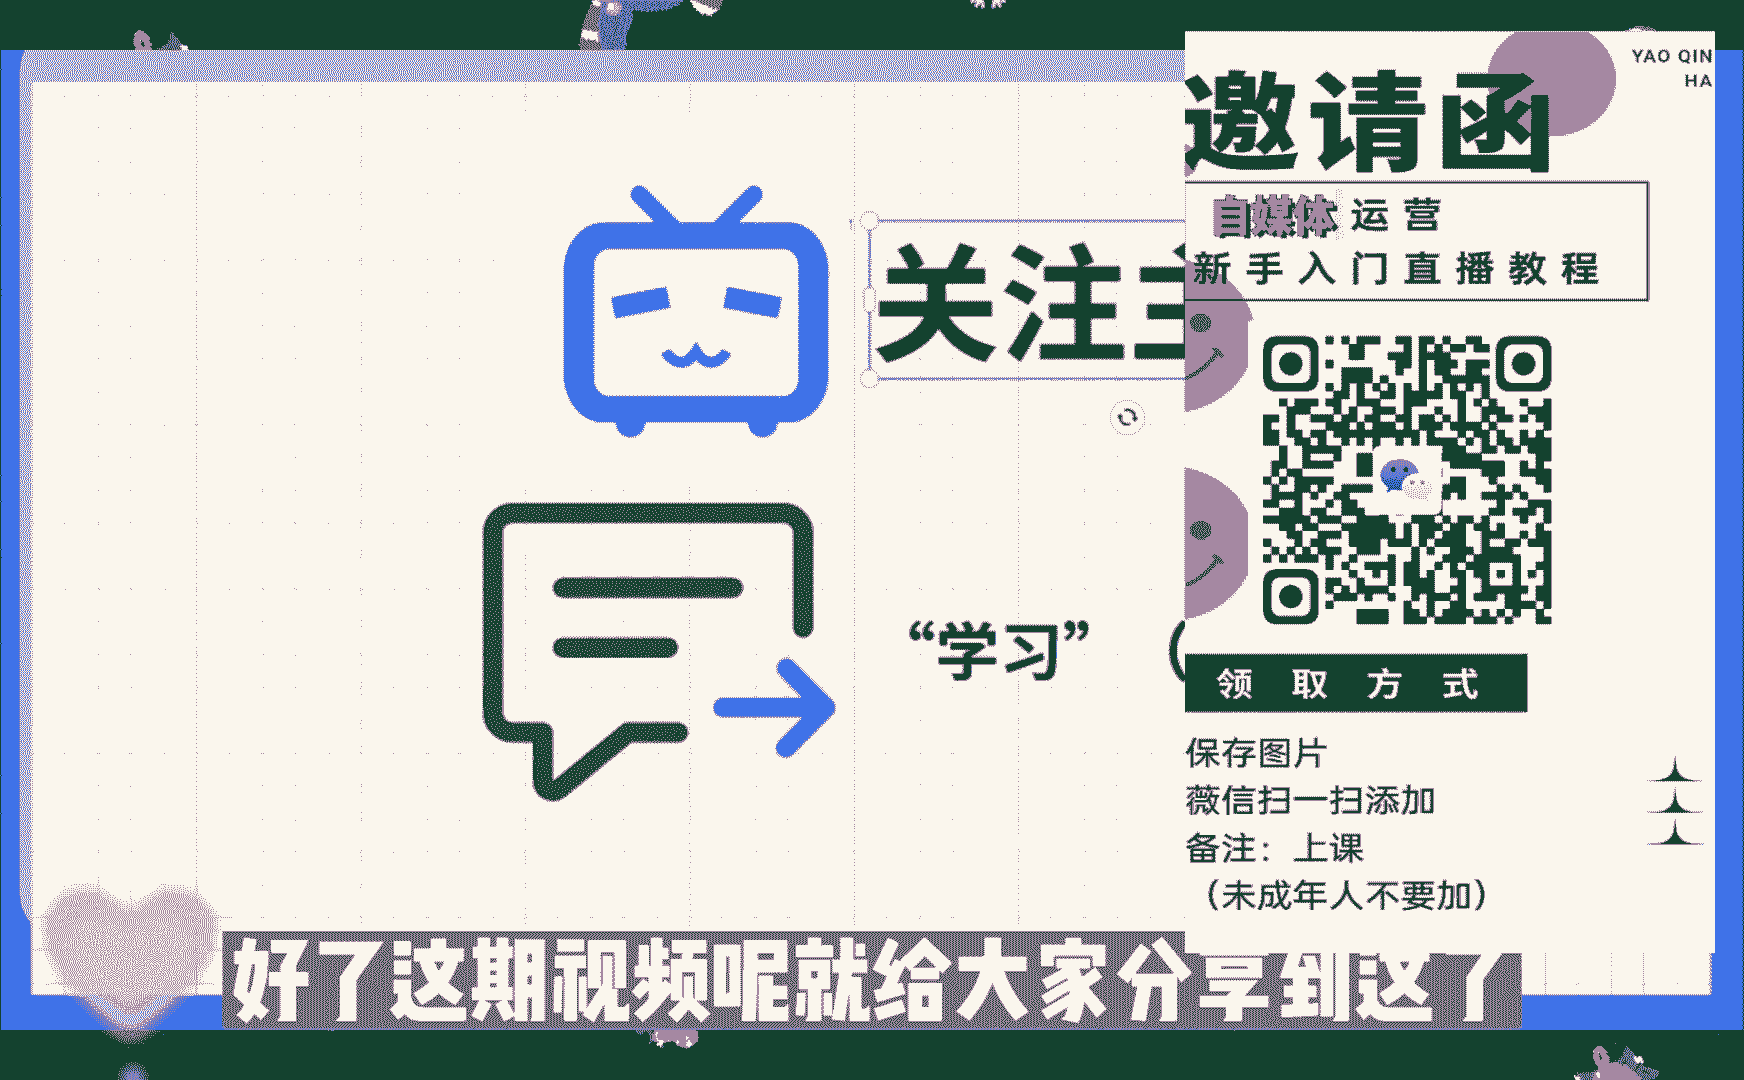 YAO QIN
HA
邀请函
自媒体运营
新手入门直播教程
关注
“学习” （
领取方式
保存图片
微信扫一扫添加
备注：上课
（未成年人不要加）
好了这期视频呢就给大家分享到这了